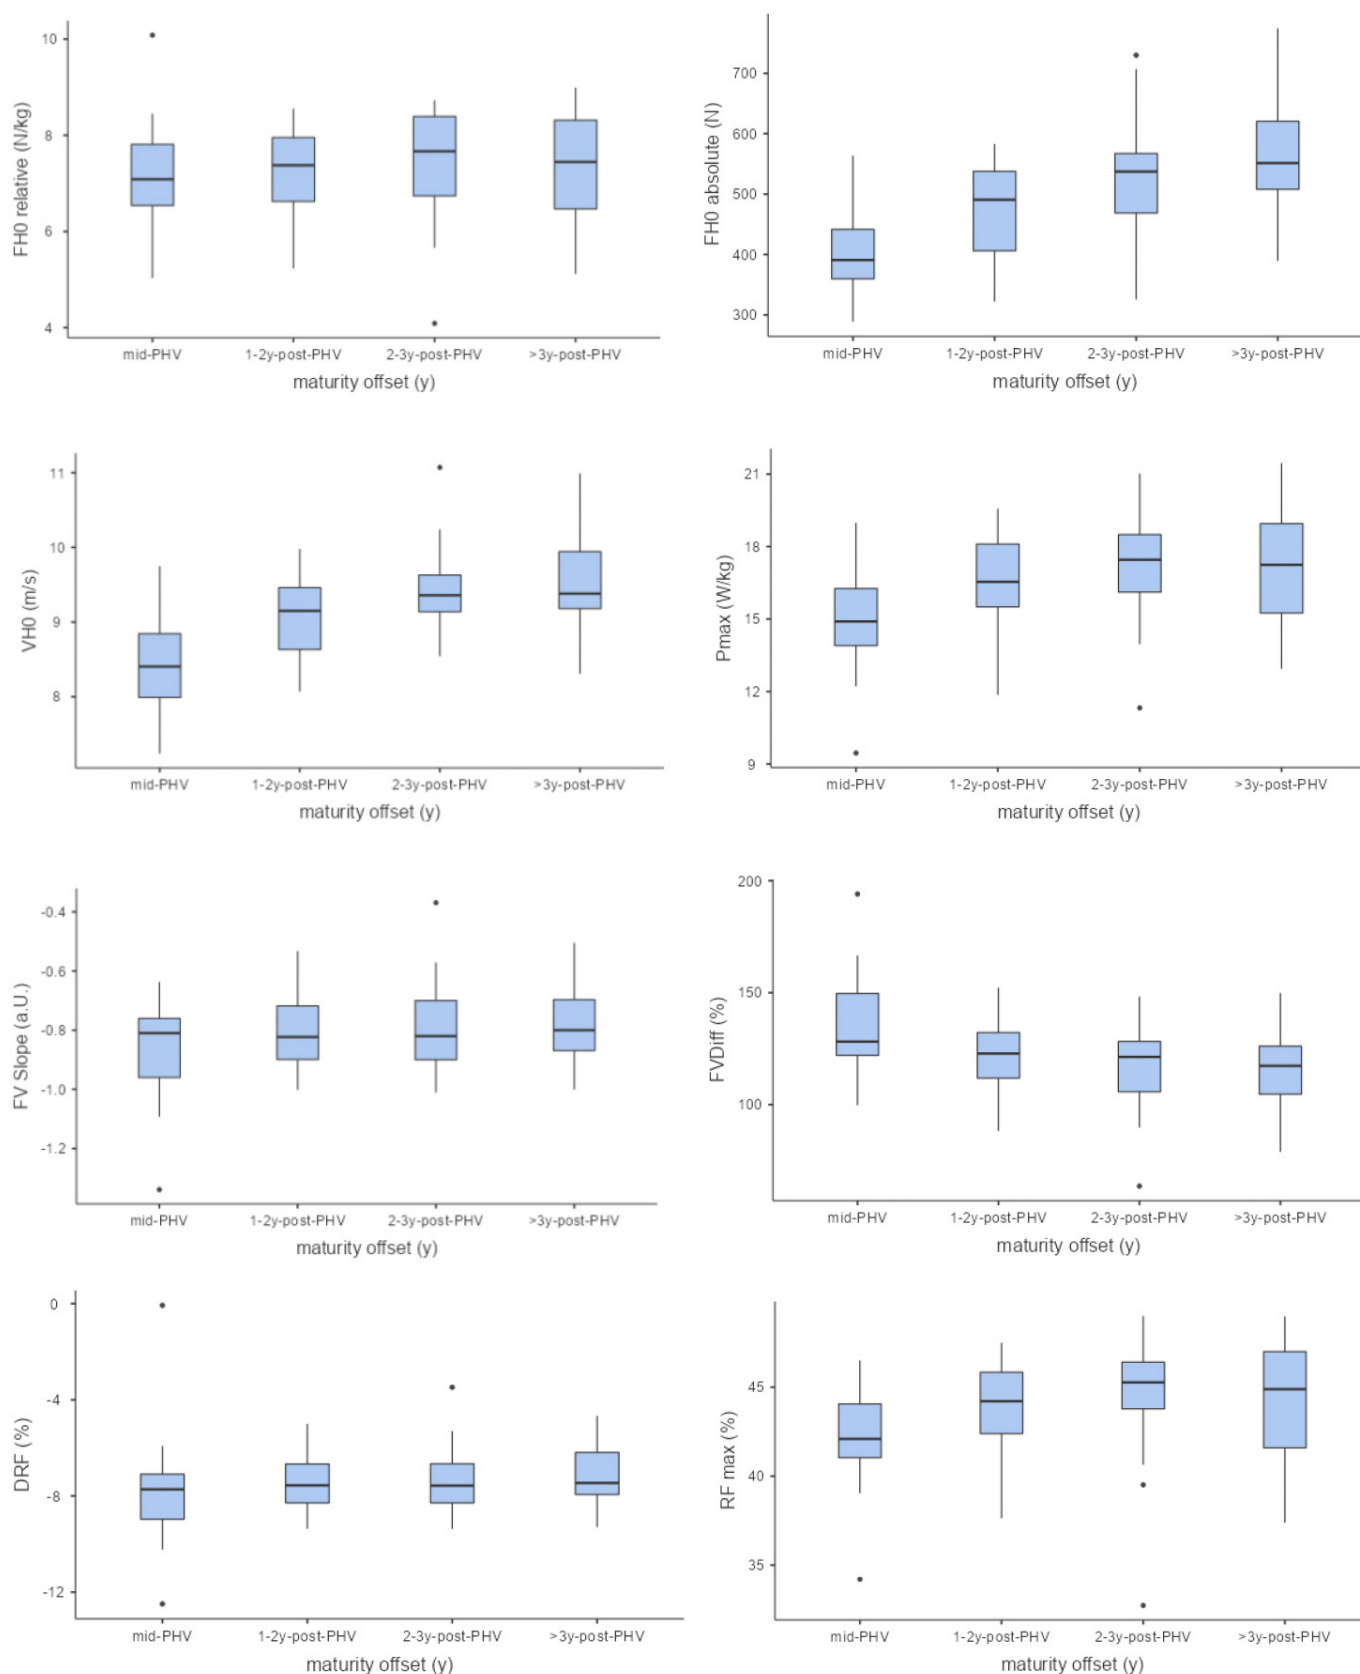 FH0 relative (N/kg)
10
8
6
4
mid-PHV 1-2y-post-PHV 2-3y-post-PHV >3y-post-PHV
maturity offset (y)
FH0 absolute (N)
700
600
500
400
300
mid-PHV 1-2y-post-PHV 2-3y-post-PHV >3y-post-PHV
maturity offset (y)
VH0 (m/s)
11
10
9
8
mid-PHV 1-2y-post-PHV 2-3y-post-PHV >3y-post-PHV
maturity offset (y)
Pmax (W/kg)
21
18
15
12
9
mid-PHV 1-2y-post-PHV 2-3y-post-PHV >3y-post-PHV
maturity offset (y)
FV Slope (a.U.)
-0.4
-0.6
-0.8
-1.0
-1.2
mid-PHV 1-2y-post-PHV 2-3y-post-PHV >3y-post-PHV
maturity offset (y)
FVDiff (%)
200
150
100
mid-PHV 1-2y-post-PHV 2-3y-post-PHV >3y-post-PHV
maturity offset (y)
DRF (%)
0
-4
-8
-12
mid-PHV 1-2y-post-PHV 2-3y-post-PHV >3y-post-PHV
maturity offset (y)
RF max (%)
45
40
35
mid-PHV 1-2y-post-PHV 2-3y-post-PHV >3y-post-PHV
maturity offset (y)